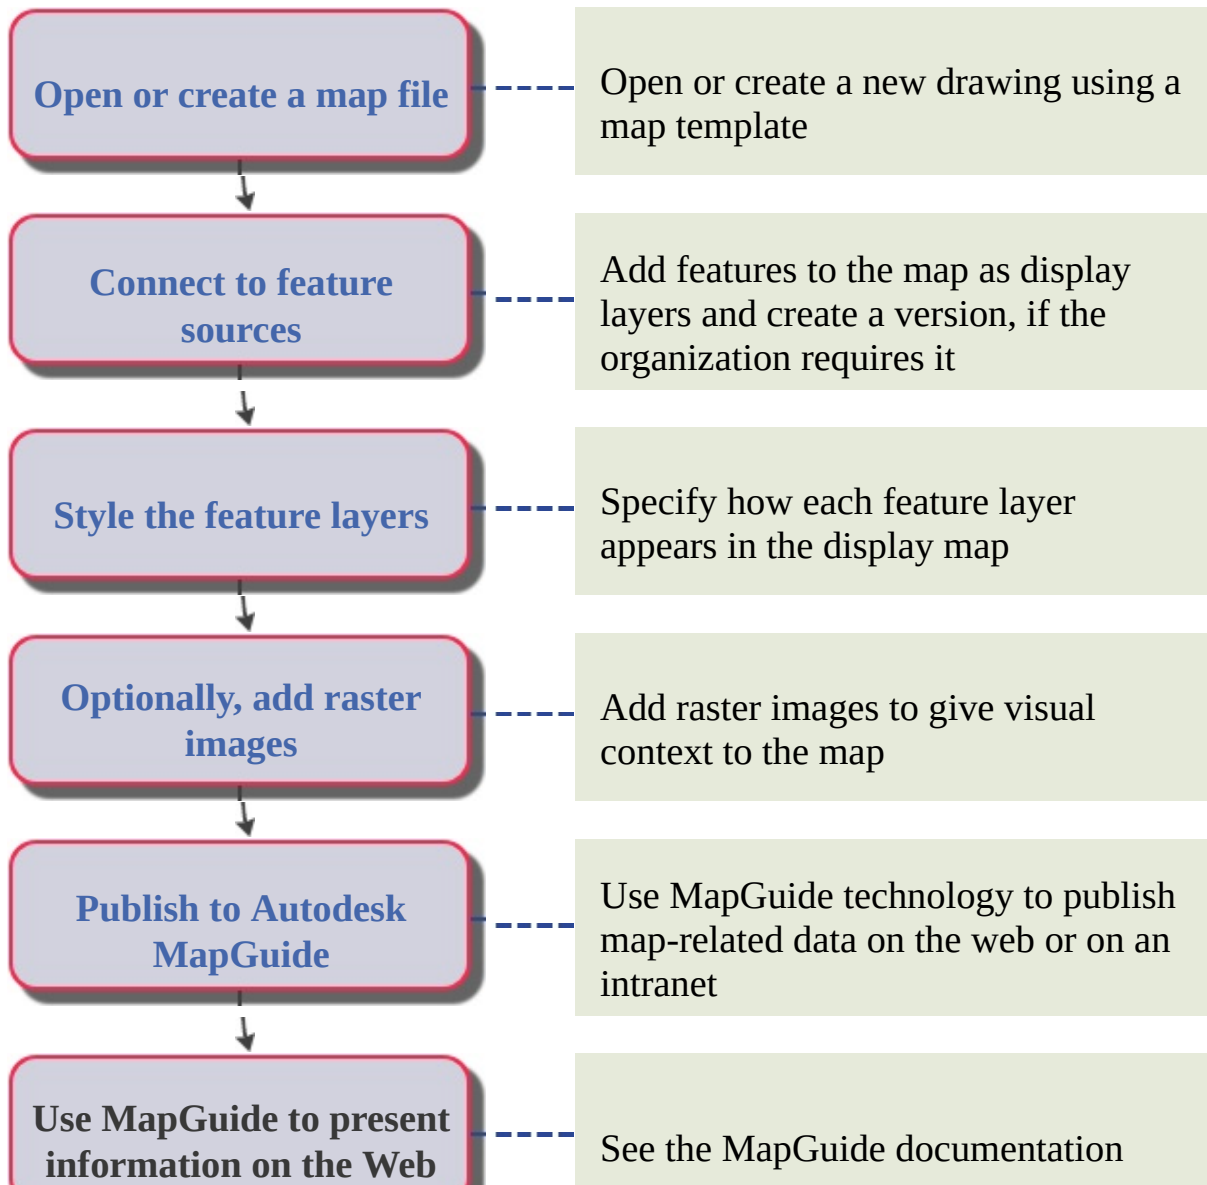 Open or create a map file
Open or create a new drawing using a
map template
Connect to feature
sources
Add features to the map as display
layers and create a version, if the
organization requires it
Style the feature layers
Specify how each feature layer
appears in the display map
Optionally, add raster
images
Add raster images to give visual
context to the map
Publish to Autodesk
MapGuide
Use MapGuide technology to publish
map-related data on the web or on an
intranet
Use MapGuide to present
information on the Web
See the MapGuide documentation